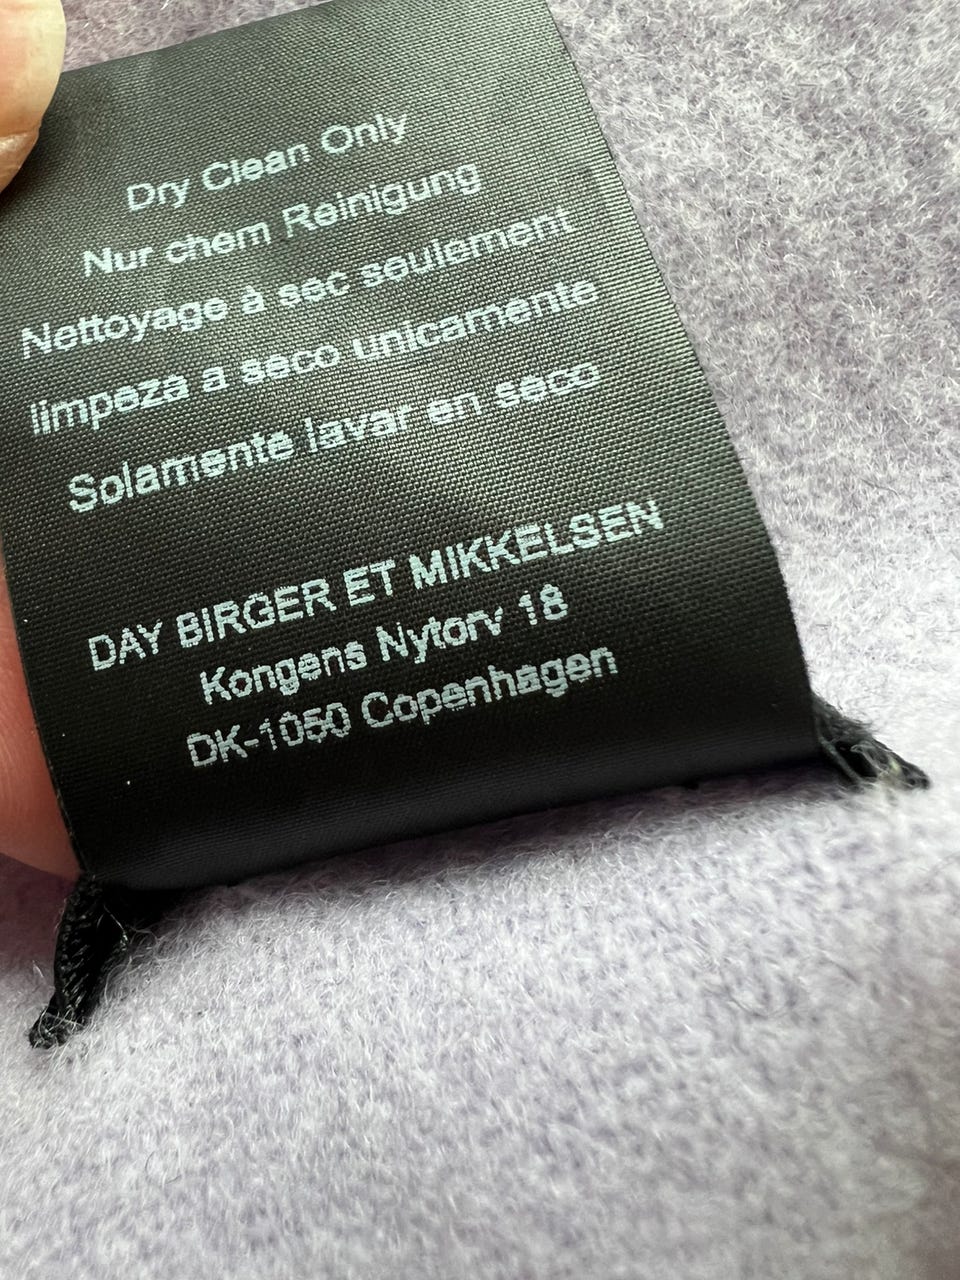 Dry Clean Only
Nur chem Reinigung
Nettoyage à sec seulement
limpeza a seco unicamente
Solamente lavar en seco
DAY BIRGER ET MIKKELSEN
Kongens Nytorv 18
DK-1050 Copenhagen